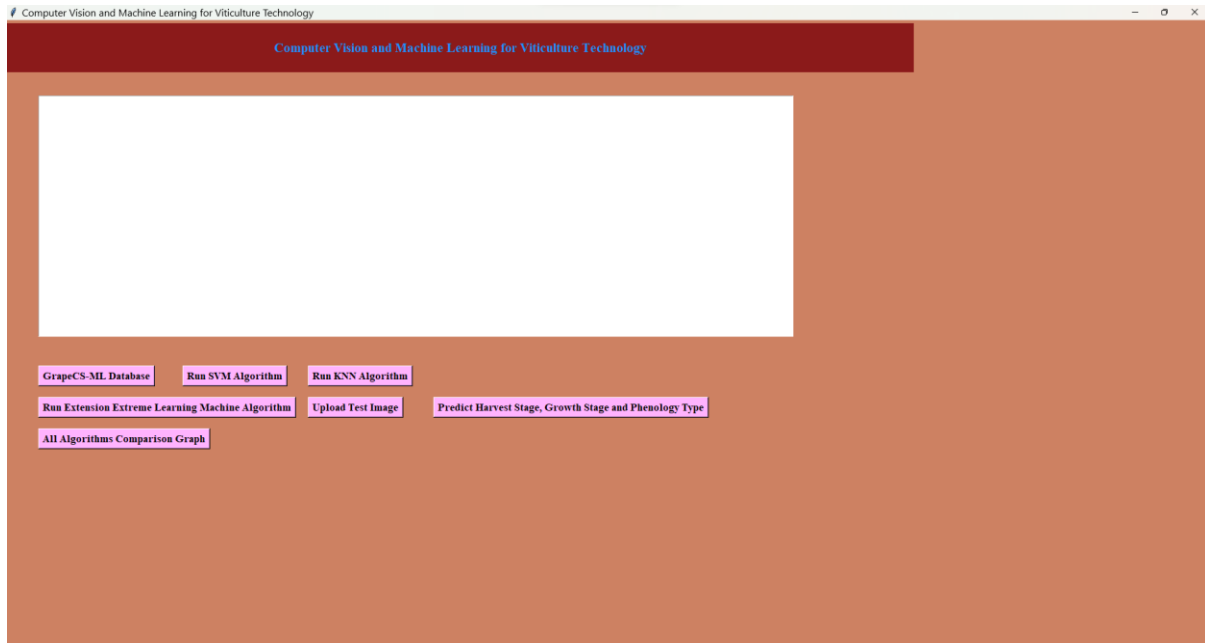 Computer Vision and Machine Learning for Viticulture Technology
Computer Vision and Machine Learning for Viticulture Technology
GrapeCS-ML Database
Run SVM Algorithm
Run KNN Algorithm
Run Extension Extreme Learning Machine Algorithm
Upload Test Image
Predict Harvest Stage, Growth Stage and Phenology Type
All Algorithms Comparison Graph